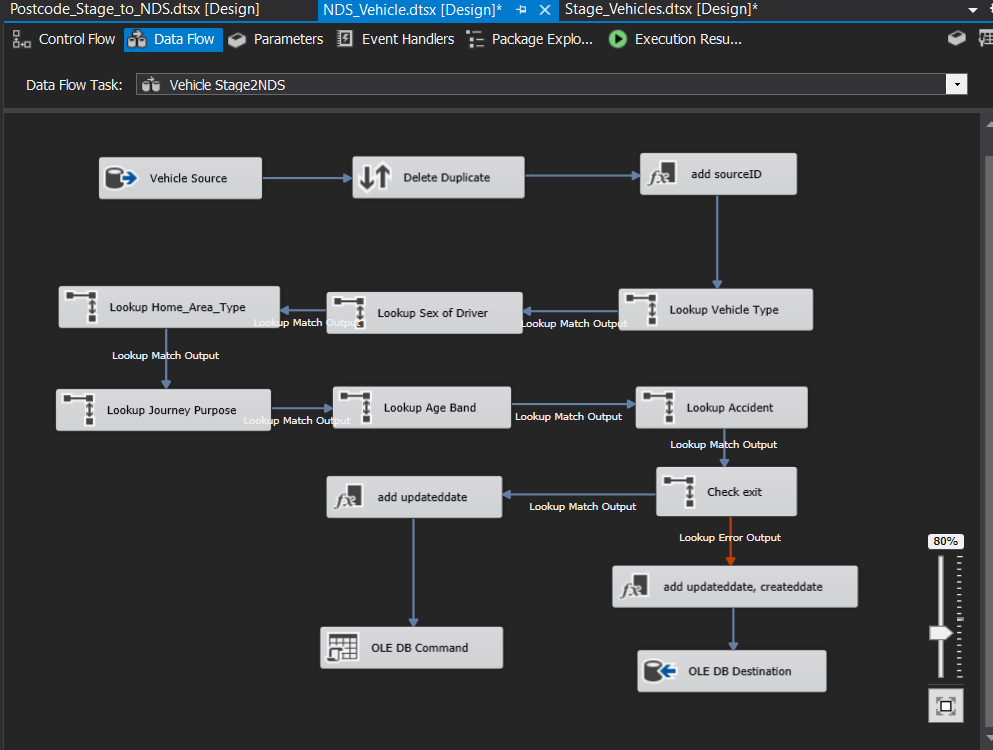 Postcode_Stage_to_NDS.dtsx [Design]
NDS_Vehicle.dtsx [Design]*
Stage_Vehicles.dtsx [Design]*
Control Flow
Data Flow
Parameters
Event Handlers
Package Explo...
Execution Resu...
Data Flow Task:
Vehicle Stage2NDS
Vehicle Source
Delete Duplicate
add sourceID
Lookup Home_Area_Type
Lookup Match Output
Lookup Sex of Driver
Lookup Match Output
Lookup Vehicle Type
Lookup Match Output
Lookup Journey Purpose
Lookup Match Output
Lookup Age Band
Lookup Match Output
Lookup Accident
Lookup Match Output
add updateddate
Lookup Match Output
Check exit
Lookup Error Output
80%
add updateddate, createddate
OLE DB Command
OLE DB Destination